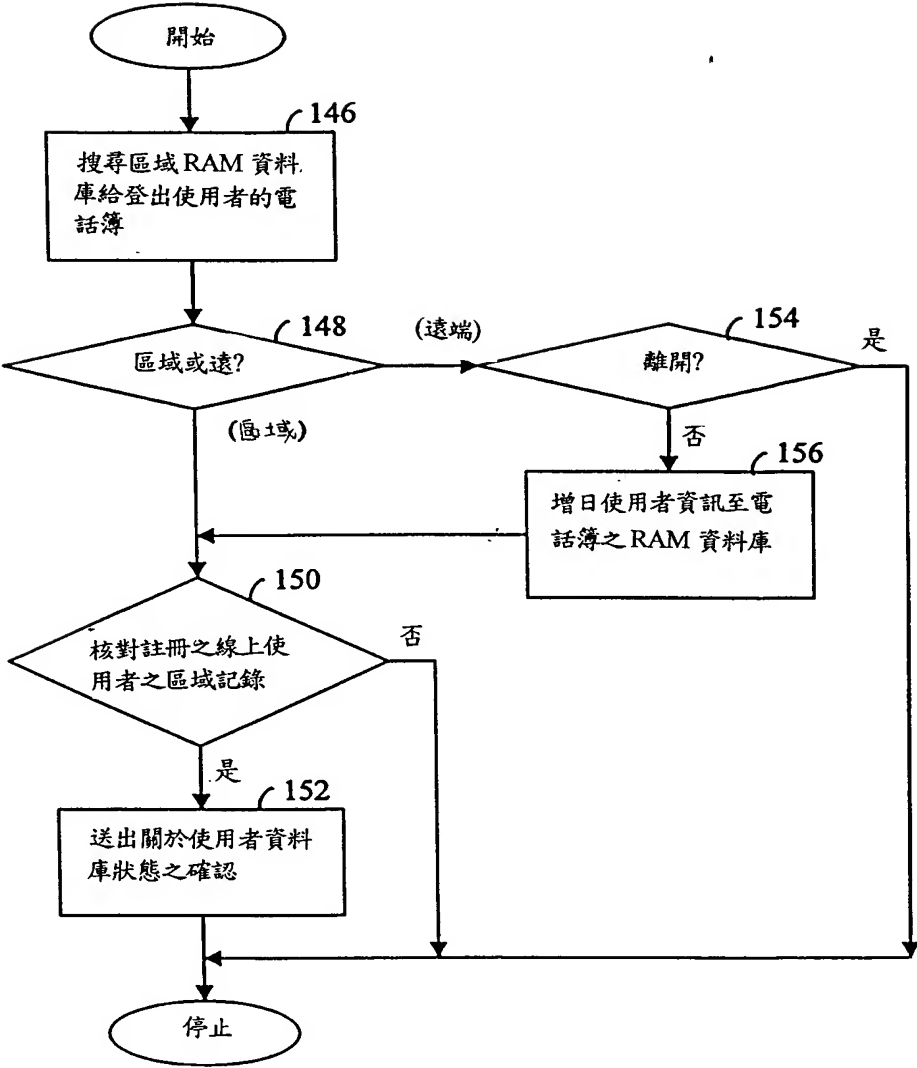 開始
146
搜尋區域 RAM 資料
庫給登出使用者的電
話簿
148
區域或遠?
(遠端)
154
離開?
是
(區域)
否
156
增日使用者資訊至電
話簿之 RAM 資料庫
150
核對註冊之線上使
用者之區域記錄
否
是
152
送出關於使用者資料
庫狀態之確認
停止